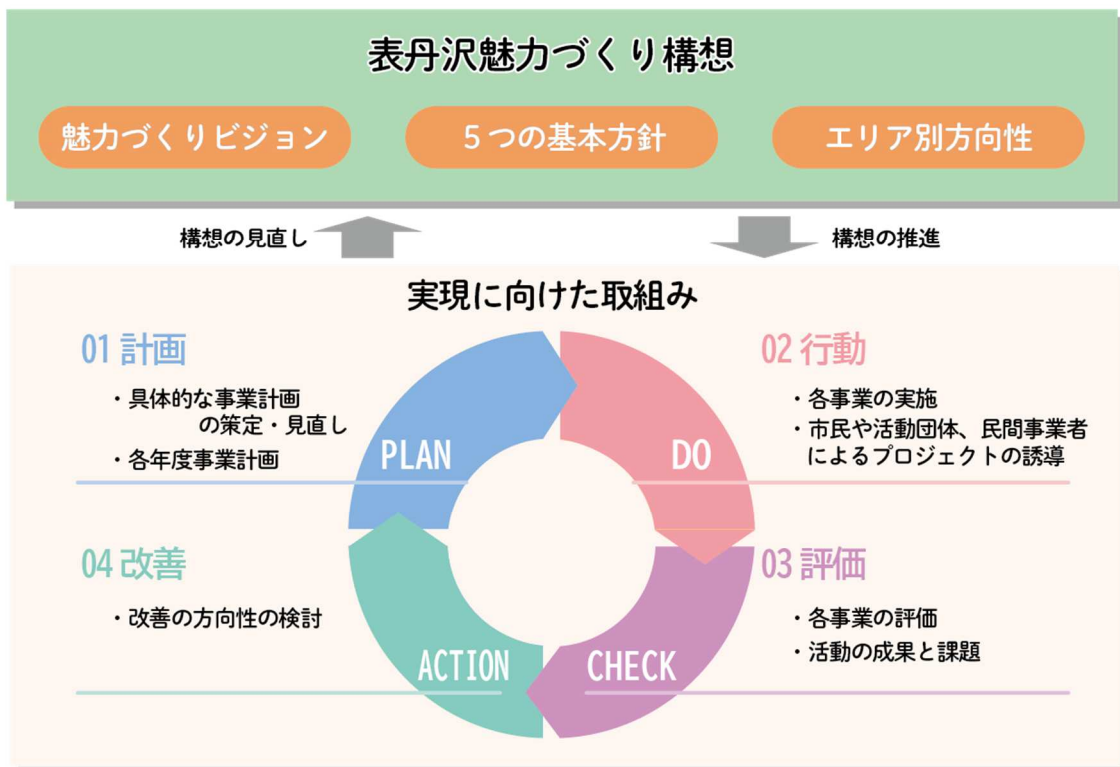 表丹沢魅力づくり構想
魅力づくりビジョン
5つの基本方針
エリア別方向性
構想の見直し
構想の推進
実現に向けた取組み
01 計画
・具体的な事業計画
の策定・見直し
・各年度事業計画
PLAN
02 行動
・各事業の実施
・市民や活動団体、民間事業者
によるプロジェクトの誘導
DO
03 評価
・各事業の評価
・活動の成果と課題
CHECK
04 改善
・改善の方向性の検討
ACTION